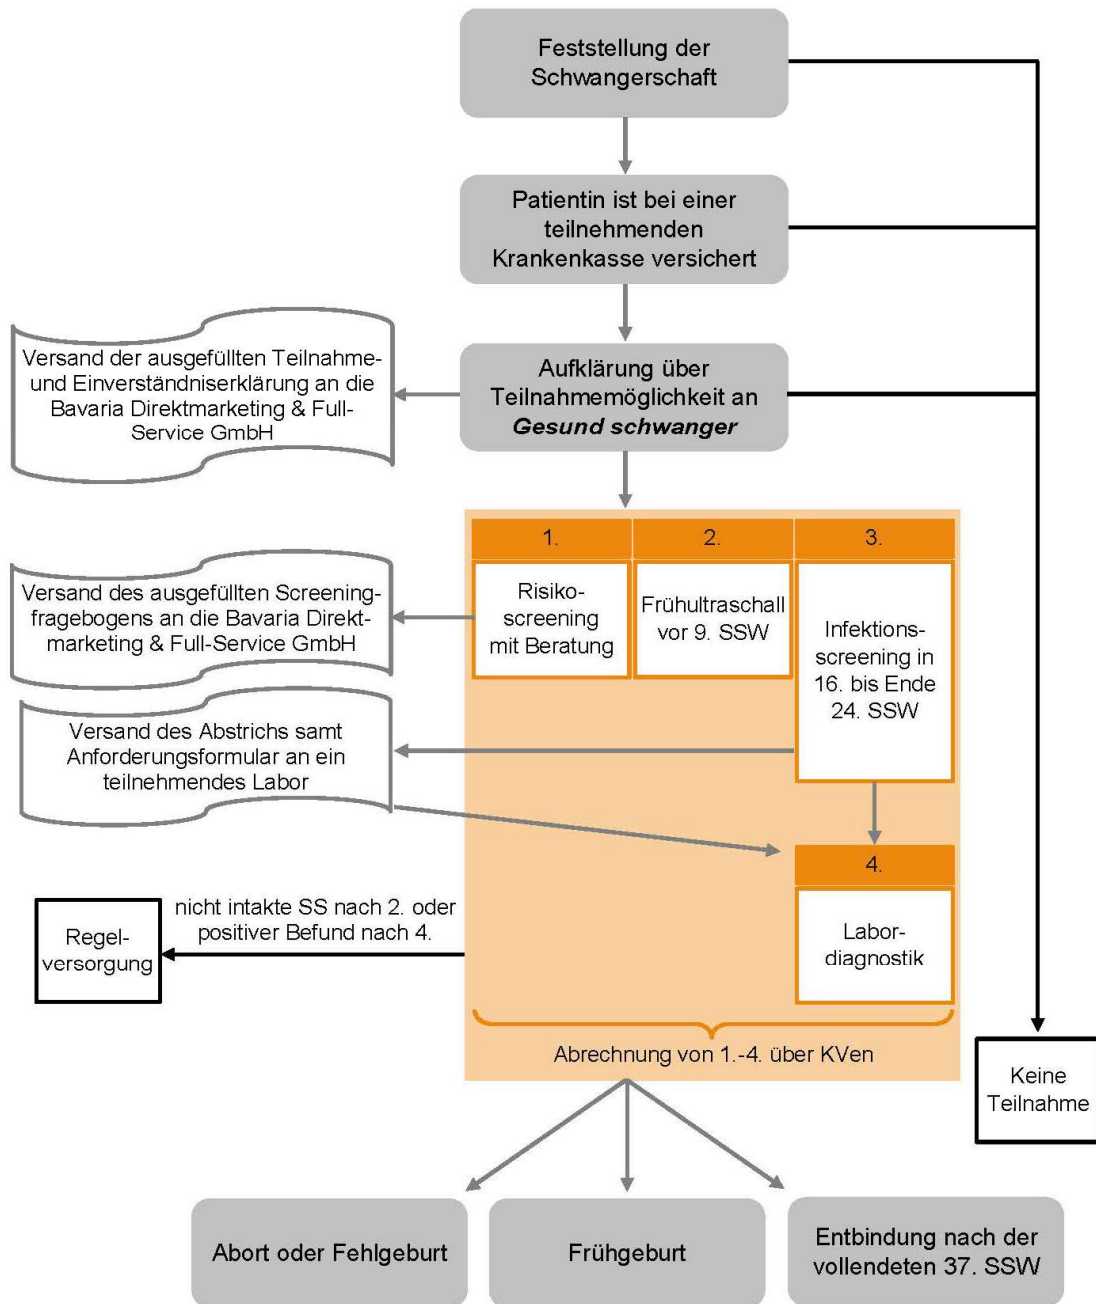 Feststellung der
Schwangerschaft
Patientin ist bei einer
teilnehmenden
Krankenkasse versichert
Versand der ausgefüllten Teilnahme-
und Einverständniserklärung an die
Bavaria Direktmarketing & Full-
Service GmbH
Aufklärung über
Teilnahmemöglichkeit an
Gesund schwanger
1.
2.
3.
Versand des ausgefüllten Screening-
fragebogens an die Bavaria Direkt-
marketing & Full-Service GmbH
Risiko-
screening
mit Beratung
Frühultraschall
vor 9. SSW
Infektions-
screening in
16. bis Ende
24. SSW
Versand des Abstrichs samt
Anforderungsformular an ein
teilnehmendes Labor
4.
Labor-
diagnostik
nicht intakte SS nach 2. oder
positiver Befund nach 4.
Regel-
versorgung
Abrechnung von 1.-4. über KVen
Keine
Teilnahme
Abort oder Fehlgeburt
Frühgeburt
Entbindung nach der
vollendeten 37. SSW